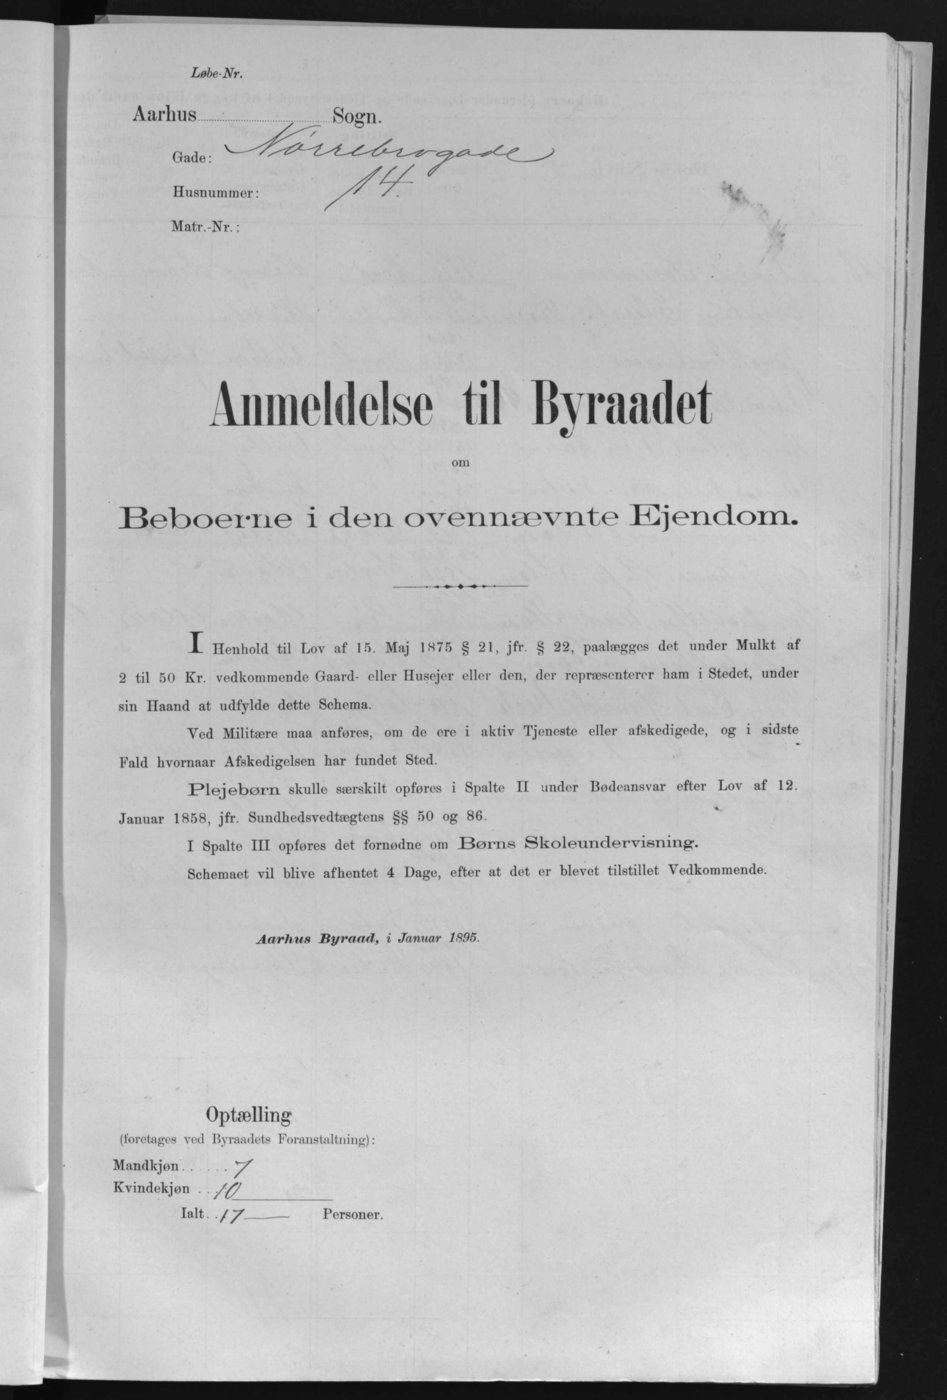 Løbe-Nr.
Aarhus Sogn.
Gade: Nørrebrogade
Husnummer: 14.
Matr.-Nr.:
Anmeldelse til Byraadet
om
Beboerne i den ovennævnte Ejendom.
I Henhold til Lov af 15. Maj 1875 § 21, jfr. § 22, paalægges det under Mulkt af
2 til 50 Kr. vedkommende Gaard- eller Husejer eller den, der repræsenterer ham i Stedet, under
sin Haand at udfylde dette Schema.
Ved Militære maa anføres, om de ere i aktiv Tjeneste eller afskedigede, og i sidste
Fald hvornaar Afskedigelsen har fundet Sted.
Plejebørn skulle særskilt opføres i Spalte II under Bødeansvar efter Lov af 12.
Januar 1858, jfr. Sundhedsvedtægtens §§ 50 og 86.
I Spalte III opføres det fornødne om Børns Skoleundervisning.
Schemaet vil blive afhentet 4 Dage, efter at det er blevet tilstillet Vedkommende.
Aarhus Byraad, i Januar 1895.
Optælling
(foretages ved Byraadets Foranstaltning):
Mandkjøn 7
Kvindekjøn 10
Ialt 17 Personer.